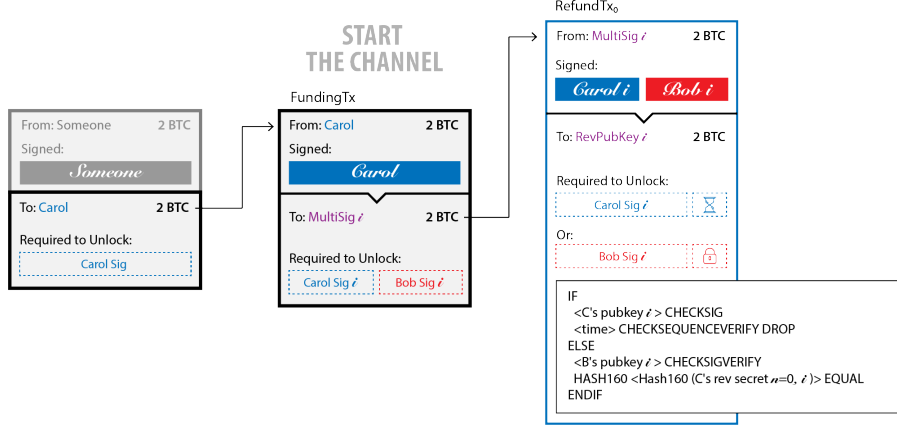 START
THE CHANNEL
From: Someone 2 BTC
Signed:
Someone
To: Carol 2 BTC
Required to Unlock:
Carol Sig
FundingTx
From: Carol 2 BTC
Signed:
Carol
To: MultiSig i 2 BTC
Required to Unlock:
Carol Sig i Bob Sig i
RefundTx₀
From: MultiSig i 2 BTC
Signed:
Carol i Bob i
To: RevPubKey i 2 BTC
Required to Unlock:
Carol Sig i
Or:
Bob Sig i
IF
<C's pubkey i > CHECKSIG
<time> CHECKSEQUENCEVERIFY DROP
ELSE
<B's pubkey i > CHECKSIGVERIFY
HASH160 <Hash160 (C's rev secret n=0, i )> EQUAL
ENDIF